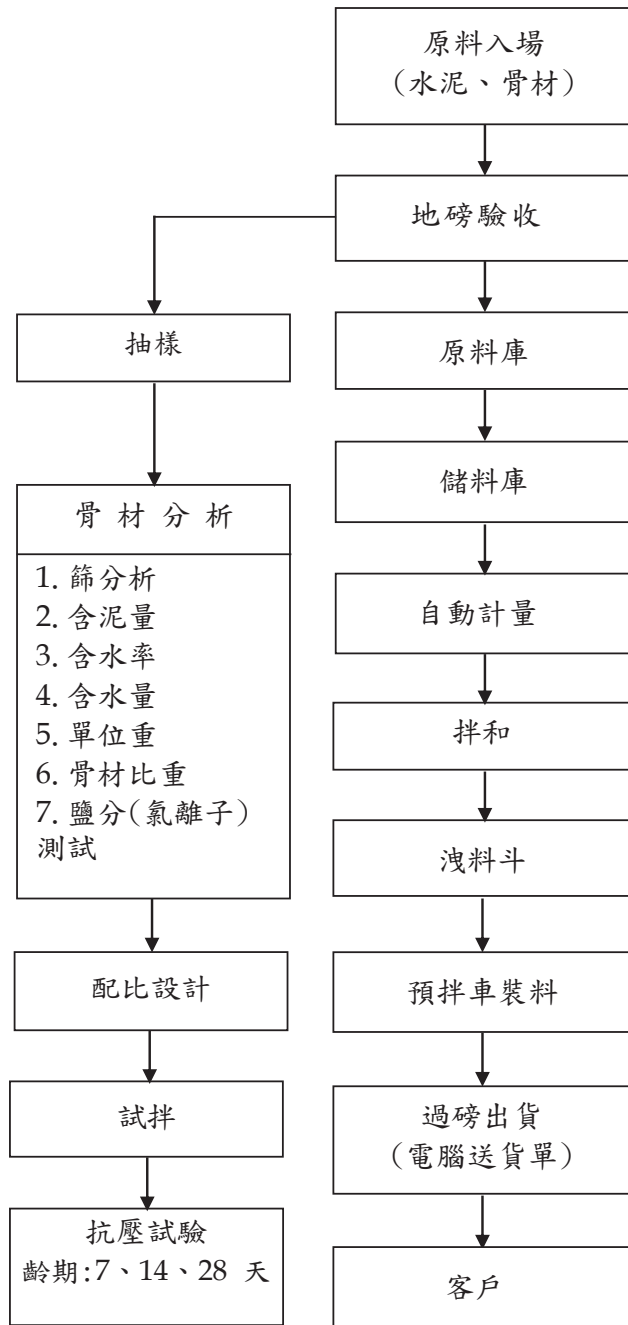 原料入場
(水泥、骨材)
地磅驗收
抽樣
原料庫
儲料庫
骨材分析
1. 篩分析
2. 含泥量
3. 含水率
4. 含水量
5. 單位重
6. 骨材比重
7. 鹽分(氯離子)
測試
自動計量
拌和
洩料斗
配比設計
預拌車裝料
試拌
過磅出貨
(電腦送貨單)
抗壓試驗
齡期:7、14、28 天
客戶